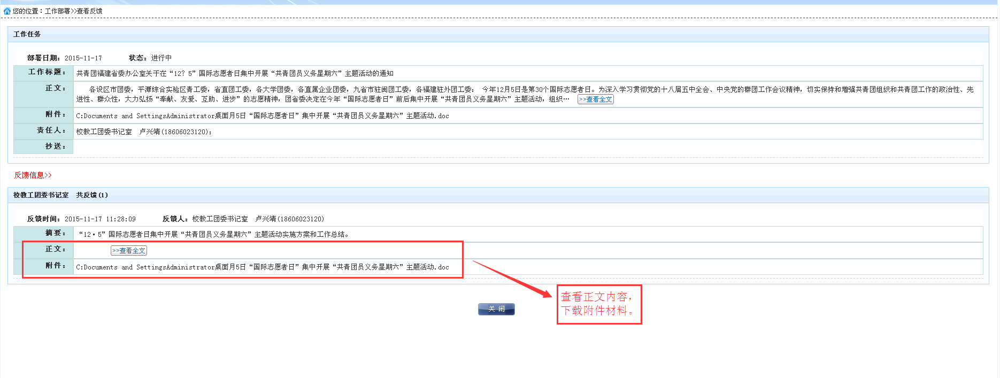 您的位置：工作部署>>查看反馈
工作任务
部署日期：2015-11-17 状态：进行中
工作标题： 共青团福建省委办公室关于在“12? 5”国际志愿者日集中开展“共青团员义务星期六”主题活动的通知
正文： 各设区市团委，平潭综合实验区青工委，省直团工委，各大学团委，各直属企业团委，九省市驻闽团工委，各福建驻外团工委： 今年12月5日是第30个国际志愿者日。为深入学习贯彻党的十八届五中全会、中央党的群团工作会议精神，切实保持和增强共青团组织和共青团工作的政治性、先
进性、群众性，大力弘扬“奉献、友爱、互助、进步”的志愿精神，团省委决定在今年“国际志愿者日”前后集中开展“共青团员义务星期六”主题活动，组织… >>查看全文
附件： C:Documents and SettingsAdministrator桌面月5日“国际志愿者日”集中开展“共青团员义务星期六”主题活动.doc
责任人： 校教工团委书记室 卢兴靖(18606023120)；
抄送：
反馈信息>>
校教工团委书记室 共反馈(1)
反馈时间：2015-11-17 11:28:09 反馈人：校教工团委书记室 卢兴靖(18606023120)
摘要： “12·5”国际志愿者日集中开展“共青团员义务星期六”主题活动实施方案和工作总结。
正文： >>查看全文
附件： C:Documents and SettingsAdministrator桌面月5日“国际志愿者日”集中开展“共青团员义务星期六”主题活动.doc
查看正文内容，
下载附件材料。
关 闭